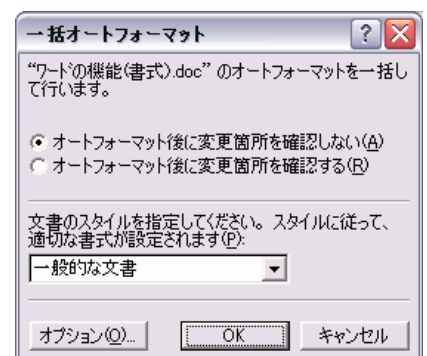 一括オートフォーマット
“ワードの機能(書式).doc” のオートフォーマットを一括し
て行います。
オートフォーマット後に変更箇所を確認しない(A)
オートフォーマット後に変更箇所を確認する(R)
文書のスタイルを指定してください。スタイルに従って、
適切な書式が設定されます(P):
一般的な文書
オプション(O)... OK キャンセル